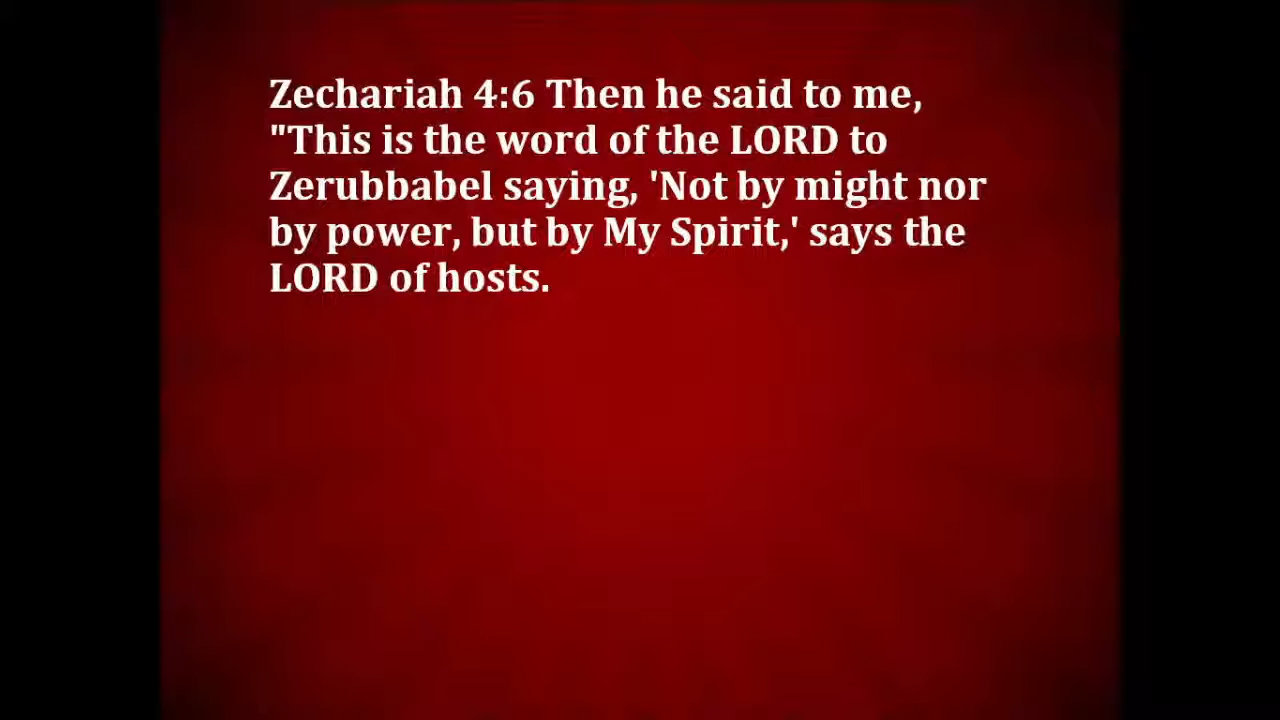 Zechariah 4:6 Then he said to me,
"This is the word of the LORD to
Zerubbabel saying, 'Not by might nor
by power, but by My Spirit,' says the
LORD of hosts.